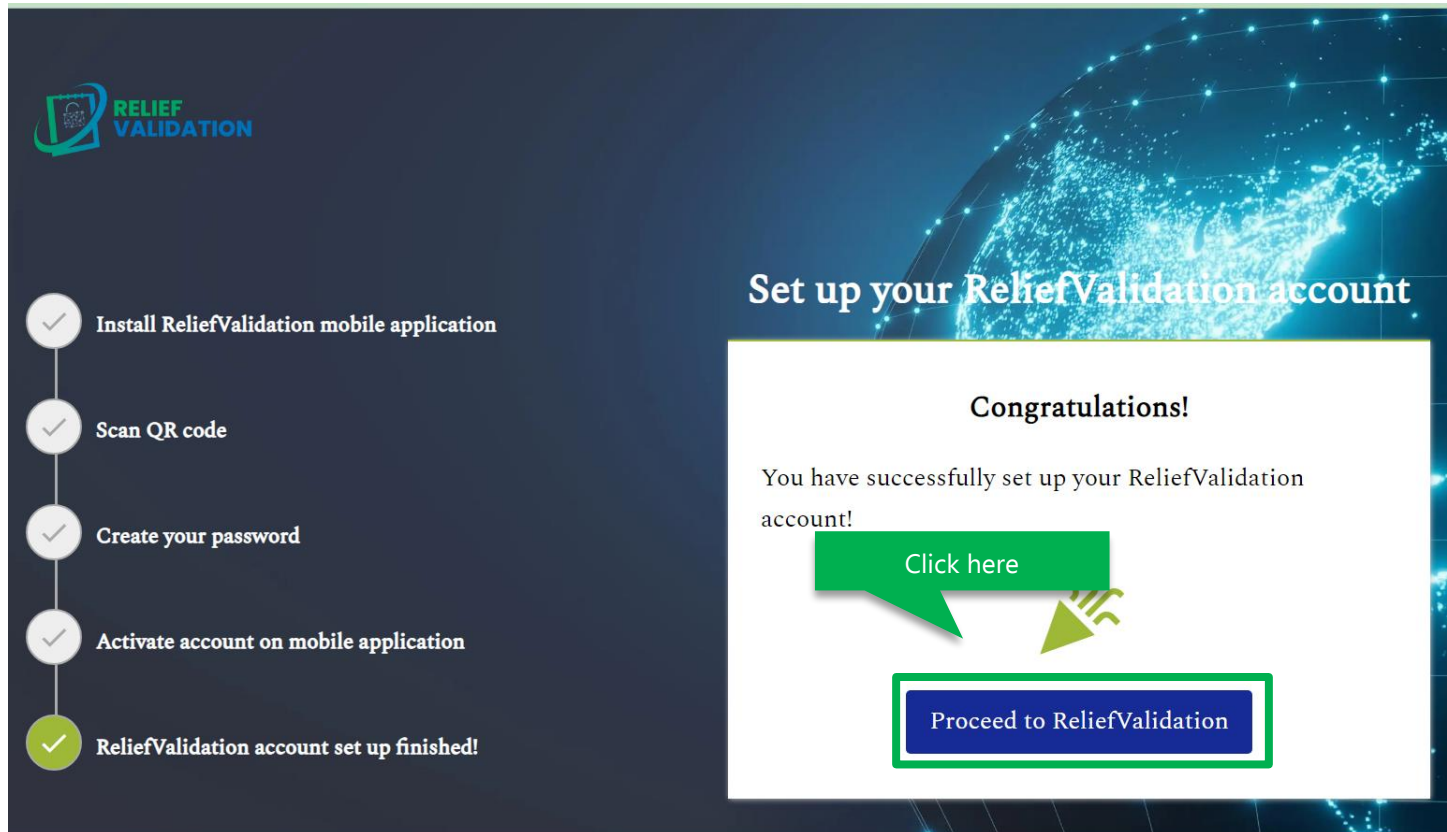 RELIEF
VALIDATION
Install ReliefValidation mobile application
Scan QR code
Create your password
Activate account on mobile application
ReliefValidation account set up finished!
Set up your ReliefValidation account
Congratulations!
You have successfully set up your ReliefValidation
account!
Click here
Proceed to ReliefValidation